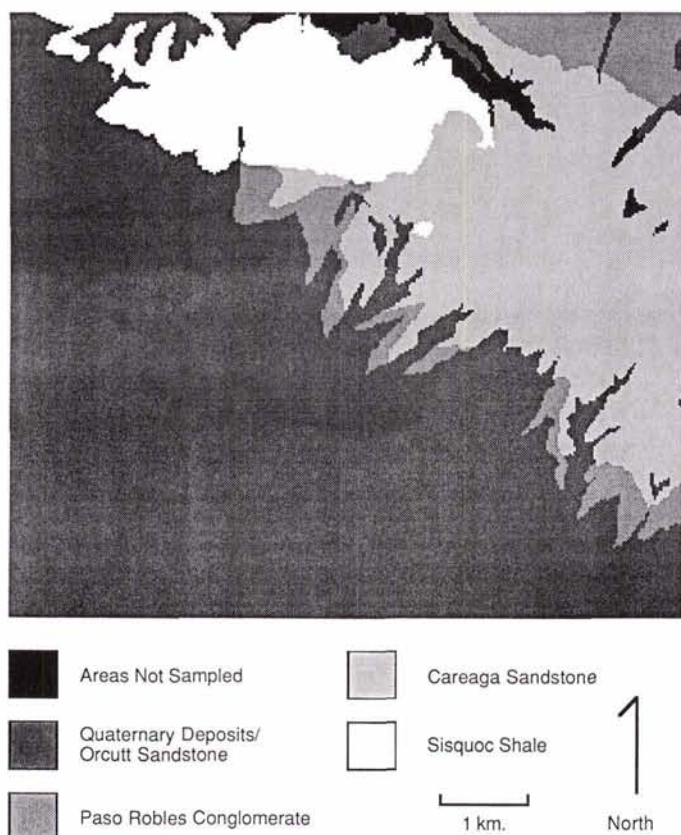 Areas Not Sampled
Quaternary Deposits/
Orcutt Sandstone
Paso Robles Conglomerate
Careaga Sandstone
Sisquoc Shale
1 km.
North